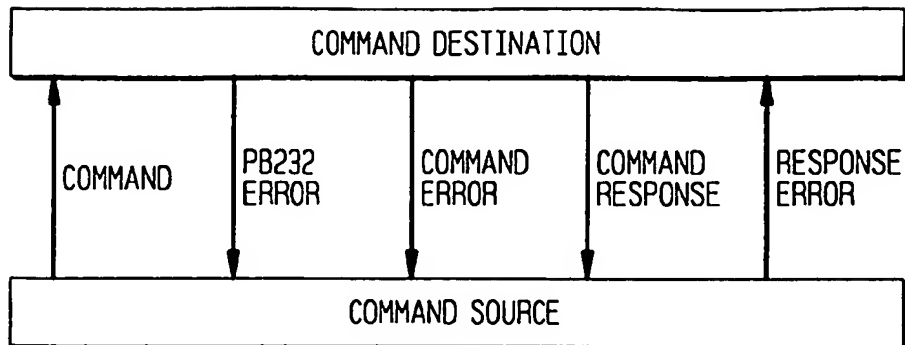 COMMAND DESTINATION
COMMAND
PB232
ERROR
COMMAND
ERROR
COMMAND
RESPONSE
RESPONSE
ERROR
COMMAND SOURCE